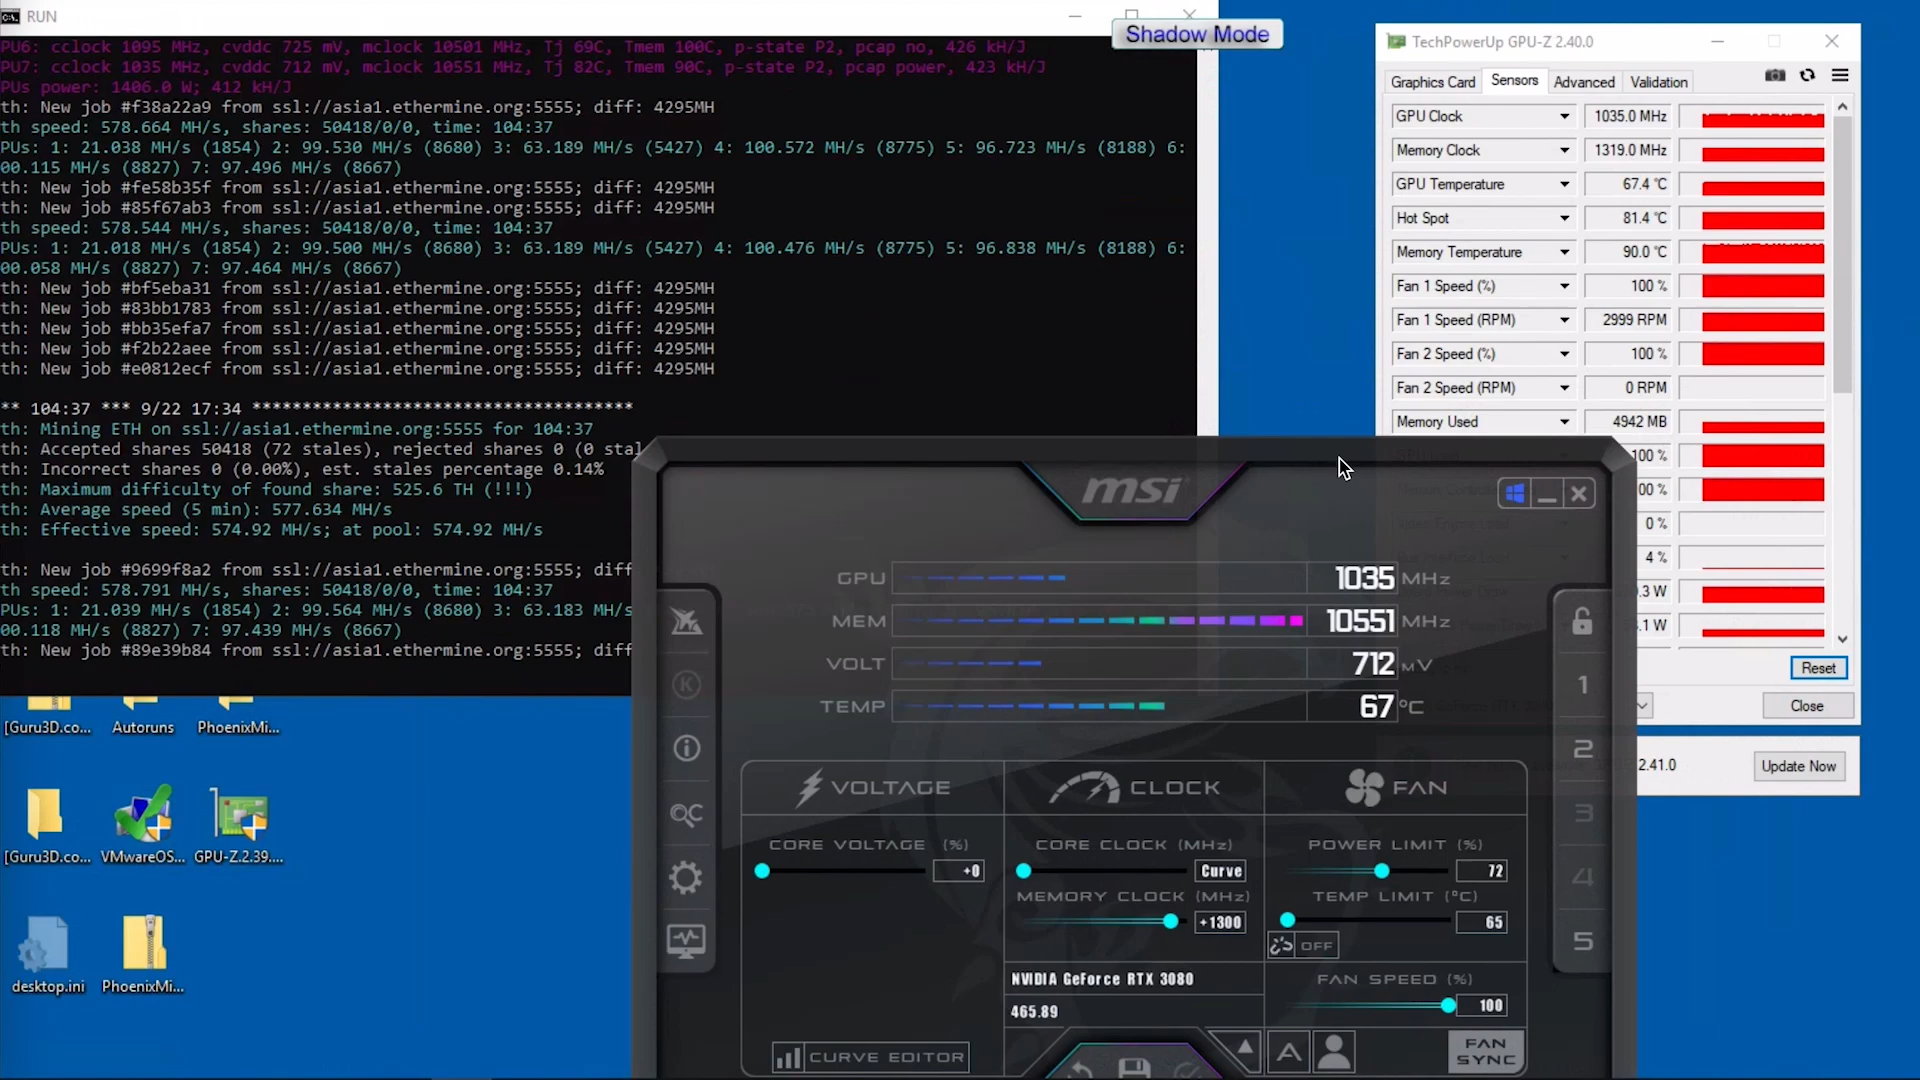 RUN
PU6: cclock 1095 MHz, cvddc 725 mV, mclock 10501 MHz, Tj 69C, Tmem 100C, p-state P2, pcap no, 426 kH/J
PU7: cclock 1035 MHz, cvddc 712 mV, mclock 10551 MHz, Tj 82C, Tmem 90C, p-state P2, pcap power, 423 kH/J
PUs power: 1406.0 W; 412 kH/J
th: New job #f38a22a9 from ssl://asia1.ethermine.org:5555; diff: 4295MH
th speed: 578.664 MH/s, shares: 50418/0/0, time: 104:37
PUs: 1: 21.038 MH/s (1854) 2: 99.530 MH/s (8680) 3: 63.189 MH/s (5427) 4: 100.572 MH/s (8775) 5: 96.723 MH/s (8188) 6:
00.115 MH/s (8827) 7: 97.496 MH/s (8667)
th: New job #fe58b35f from ssl://asia1.ethermine.org:5555; diff: 4295MH
th: New job #85f67ab3 from ssl://asia1.ethermine.org:5555; diff: 4295MH
th speed: 578.544 MH/s, shares: 50418/0/0, time: 104:37
PUs: 1: 21.018 MH/s (1854) 2: 99.500 MH/s (8680) 3: 63.189 MH/s (5427) 4: 100.476 MH/s (8775) 5: 96.838 MH/s (8188) 6:
00.058 MH/s (8827) 7: 97.464 MH/s (8667)
th: New job #bf5eba31 from ssl://asia1.ethermine.org:5555; diff: 4295MH
th: New job #83bb1783 from ssl://asia1.ethermine.org:5555; diff: 4295MH
th: New job #bb35efa7 from ssl://asia1.ethermine.org:5555; diff: 4295MH
th: New job #f2b22aee from ssl://asia1.ethermine.org:5555; diff: 4295MH
th: New job #e0812ecf from ssl://asia1.ethermine.org:5555; diff: 4295MH
** 104:37 *** 9/22 17:34 **************************************
th: Mining ETH on ssl://asia1.ethermine.org:5555 for 104:37
th: Accepted shares 50418 (72 stales), rejected shares 0 (0 stal
th: Incorrect shares 0 (0.00%), est. stales percentage 0.14%
th: Maximum difficulty of found share: 525.6 TH (!!!)
th: Average speed (5 min): 577.634 MH/s
th: Effective speed: 574.92 MH/s; at pool: 574.92 MH/s
th: New job #9699f8a2 from ssl://asia1.ethermine.org:5555; diff
th speed: 578.791 MH/s, shares: 50418/0/0, time: 104:37
PUs: 1: 21.039 MH/s (1854) 2: 99.564 MH/s (8680) 3: 63.183 MH/s
00.118 MH/s (8827) 7: 97.439 MH/s (8667)
th: New job #89e39b84 from ssl://asia1.ethermine.org:5555; diff
Shadow Mode
TechPowerUp GPU-Z 2.40.0
Graphics Card Sensors Advanced Validation
GPU Clock 1035.0 MHz
Memory Clock 1319.0 MHz
GPU Temperature 67.4 °C
Hot Spot 81.4 °C
Memory Temperature 90.0 °C
Fan 1 Speed (%) 100 %
Fan 1 Speed (RPM) 2999 RPM
Fan 2 Speed (%) 100 %
Fan 2 Speed (RPM) 0 RPM
Memory Used 4942 MB
100 %
00 %
0 %
4 %
.3 W
.1 W
Reset
Close
2.41.0
Update Now
msi
GPU 1035 MHz
MEM 10551 MHz
VOLT 712 mV
TEMP 67 °C
VOLTAGE
CORE VOLTAGE (%)
+0
CLOCK
CORE CLOCK (MHz)
Curve
MEMORY CLOCK (MHz)
+1300
NVIDIA GeForce RTX 3080
465.89
FAN
POWER LIMIT (%)
72
TEMP LIMIT (°C)
65
OFF
FAN SPEED (%)
100
CURVE EDITOR
A
FAN SYNC
K
1
2
3
4
5
[Guru3D.co...
Autoruns
PhoenixMi...
[Guru3D.co...
VMwareOS...
GPU-Z.2.39....
desktop.ini
PhoenixMi...